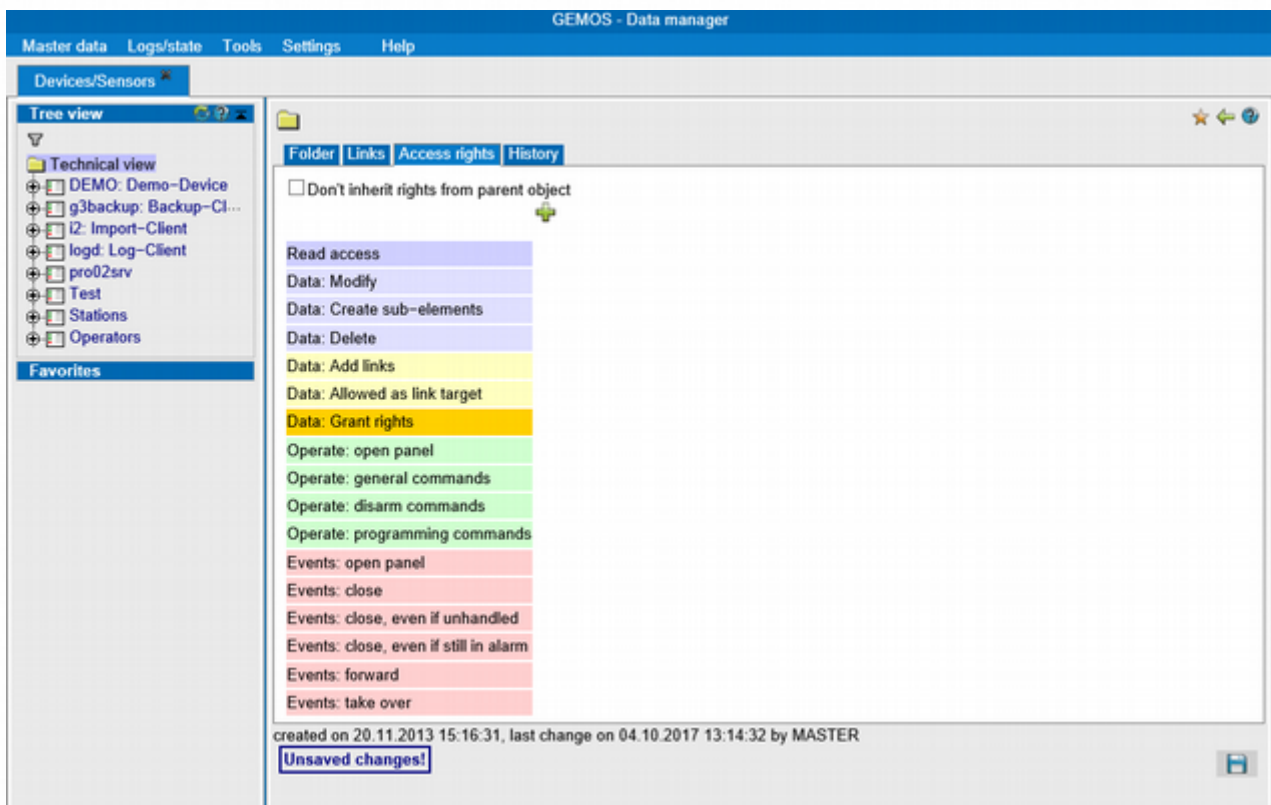 GEMOS - Data manager
Master data Logs/state Tools Settings Help
Devices/Sensors
Tree view
Technical view
DEMO: Demo-Device
g3backup: Backup-Cl...
i2: Import-Client
logd: Log-Client
pro02srv
Test
Stations
Operators
Favorites
Folder Links Access rights History
Don't inherit rights from parent object
Read access
Data: Modify
Data: Create sub-elements
Data: Delete
Data: Add links
Data: Allowed as link target
Data: Grant rights
Operate: open panel
Operate: general commands
Operate: disarm commands
Operate: programming commands
Events: open panel
Events: close
Events: close, even if unhandled
Events: close, even if still in alarm
Events: forward
Events: take over
created on 20.11.2013 15:16:31, last change on 04.10.2017 13:14:32 by MASTER
Unsaved changes!